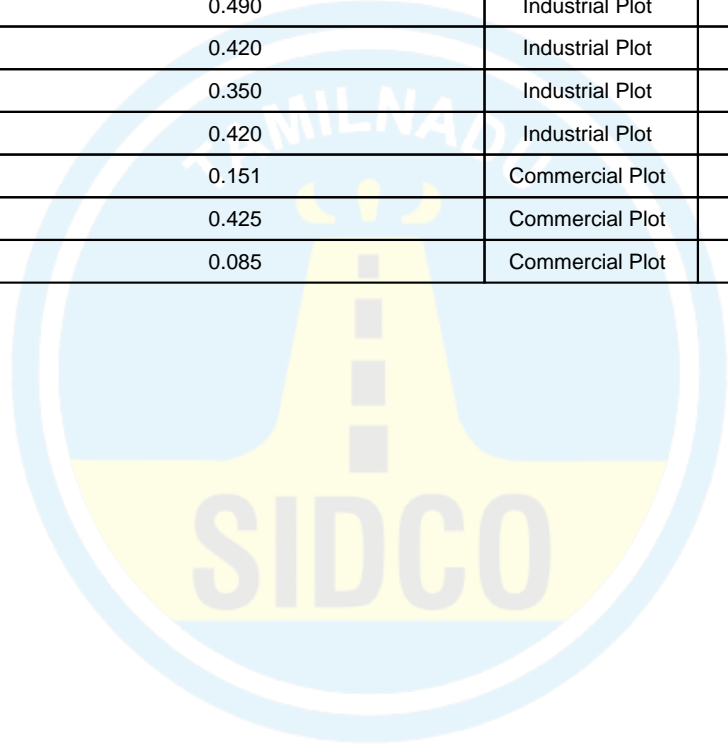 0.490 Industrial Plot
0.420 Industrial Plot
0.350 Industrial Plot
0.420 Industrial Plot
0.151 Commercial Plot
0.425 Commercial Plot
0.085 Commercial Plot
TAMILNADU
SIDCO